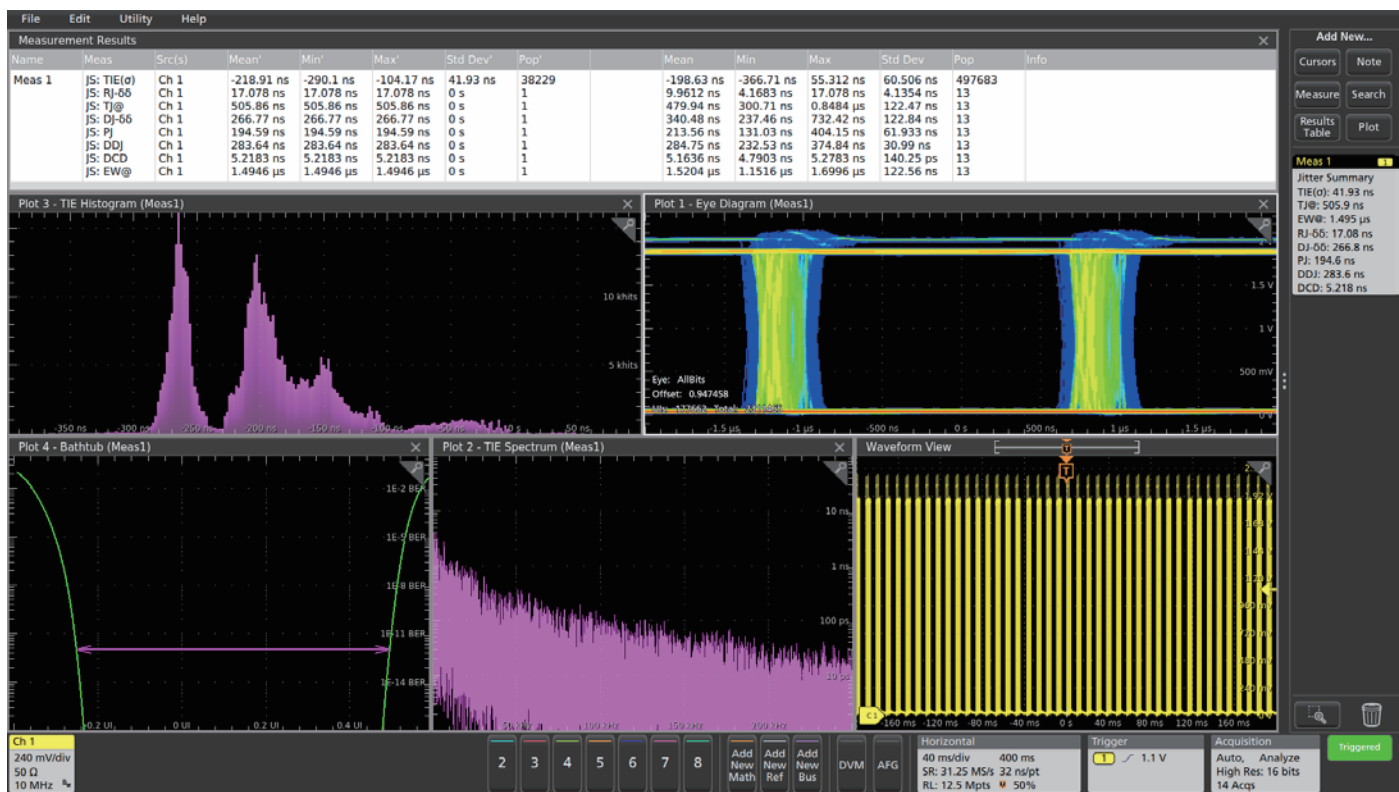 File Edit Utility Help
Measurement Results
Name Meas Src(s) Mean' Min' Max' Std Dev' Pop' Mean Min Max Std Dev Pop Info
Meas 1 JS: TIE(σ) Ch 1 -218.91 ns -290.1 ns -104.17 ns 41.93 ns 38229 -198.63 ns -366.71 ns 55.312 ns 60.506 ns 497683
JS: RJ-δδ Ch 1 17.078 ns 17.078 ns 17.078 ns 0 s 1 9.9612 ns 4.1683 ns 17.078 ns 4.1354 ns 13
JS: TJ@ Ch 1 505.86 ns 505.86 ns 505.86 ns 0 s 1 479.94 ns 300.71 ns 0.8484 µs 122.47 ns 13
JS: DJ-δδ Ch 1 266.77 ns 266.77 ns 266.77 ns 0 s 1 340.48 ns 237.46 ns 732.42 ns 122.84 ns 13
JS: PJ Ch 1 194.59 ns 194.59 ns 194.59 ns 0 s 1 213.56 ns 131.03 ns 404.15 ns 61.933 ns 13
JS: DDJ Ch 1 283.64 ns 283.64 ns 283.64 ns 0 s 1 284.75 ns 232.53 ns 374.84 ns 30.99 ns 13
JS: DCD Ch 1 5.2183 ns 5.2183 ns 5.2183 ns 0 s 1 5.1636 ns 4.7903 ns 5.2783 ns 140.25 ps 13
JS: EW@ Ch 1 1.4946 µs 1.4946 µs 1.4946 µs 0 s 1 1.5204 µs 1.1516 µs 1.6996 µs 122.56 ns 13
Add New...
Cursors Note
Measure Search
Results Table Plot
Meas 1 1
Jitter Summary
TIE(σ): 41.93 ns
TJ@: 505.9 ns
EW@: 1.495 µs
RJ-δδ: 17.08 ns
DJ-δδ: 266.8 ns
PJ: 194.6 ns
DDJ: 283.6 ns
DCD: 5.218 ns
Plot 3 - TIE Histogram (Meas1)
10 khits
5 khits
-350 ns -300 ns -250 ns -200 ns -150 ns -100 ns -50 ns 0 s 50 ns
Plot 1 - Eye Diagram (Meas1)
1.5 V
1 V
500 mV
0 V
Eye: AllBits
Offset: 0.947458
-1.5 µs -1 µs -500 ns 0 s 500 ns 1 µs 1.5 µs
Plot 4 - Bathtub (Meas1)
1E-2 BER
1E-5 BER
1E-8 BER
1E-11 BER
1E-14 BER
-0.2 UI 0 UI 0.2 UI 0.4 UI
Plot 2 - TIE Spectrum (Meas1)
10 ns
1 ns
100 ps
10 ps
50 kHz 100 kHz 150 kHz 200 kHz
Waveform View
T
T
1.92 V
1.68 V
1.44 V
1.20 V
960 mV
720 mV
480 mV
240 mV
C1
-160 ms -120 ms -80 ms -40 ms 0 s 40 ms 80 ms 120 ms 160 ms
Ch 1
240 mV/div
50 Ω
10 MHz
2 3 4 5 6 7 8
Add New Math
Add New Ref
Add New Bus
DVM AFG
Horizontal
40 ms/div 400 ms
SR: 31.25 MS/s 32 ns/pt
RL: 12.5 Mpts 50%
Trigger
1 1.1 V
Acquisition
Auto, Analyze
High Res: 16 bits
14 Acqs
Triggered